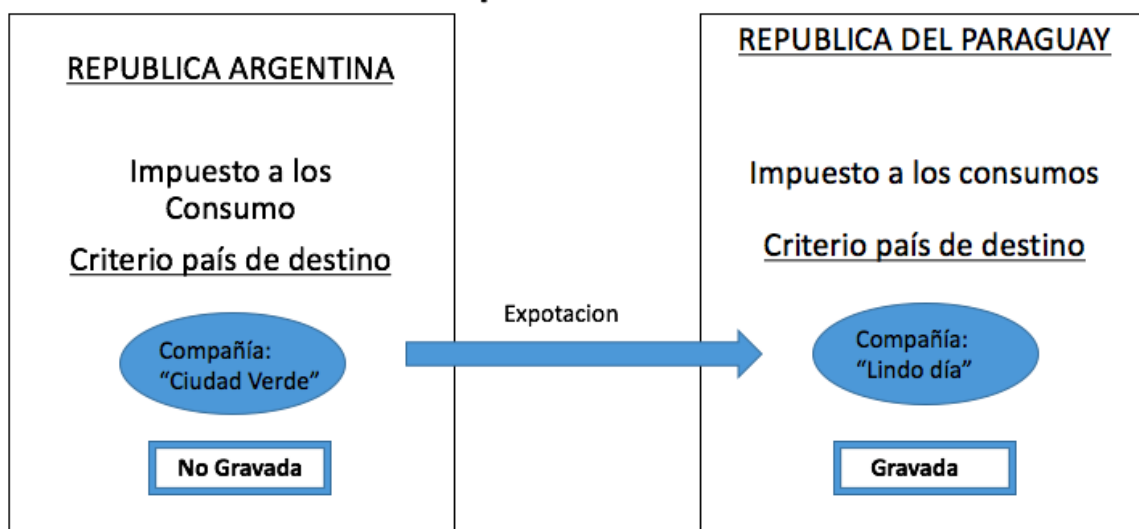 REPUBLICA ARGENTINA
Impuesto a los
Consumo
Criterio país de destino
Compañía:
“Ciudad Verde”
No Gravada
Expotacion
REPUBLICA DEL PARAGUAY
Impuesto a los consumos
Criterio país de destino
Compañía:
“Lindo día”
Gravada